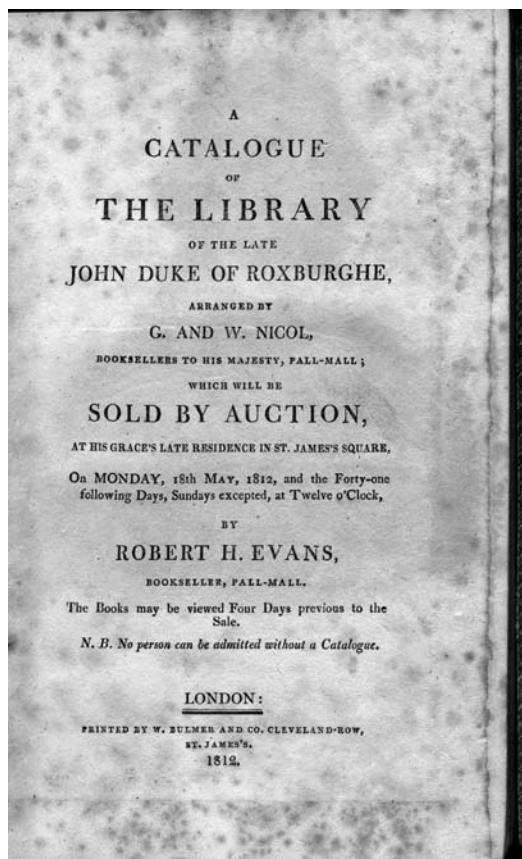 A
CATALOGUE
OF
THE LIBRARY
OF THE LATE
JOHN DUKE OF ROXBURGHE,
ARRANGED BY
G. AND W. NICOL,
BOOKSELLERS TO HIS MAJESTY, PALL-MALL;
WHICH WILL BE
SOLD BY AUCTION,
AT HIS GRACE'S LATE RESIDENCE IN ST. JAMES'S SQUARE,
On MONDAY, 18th MAY, 1812, and the Forty-one
following Days, Sundays excepted, at Twelve o'Clock,
BY
ROBERT H. EVANS,
BOOKSELLER, PALL-MALL.
The Books may be viewed Four Days previous to the
Sale.
N. B. No person can be admitted without a Catalogue.
LONDON:
PRINTED BY W. BULMER AND CO. CLEVELAND-ROW,
ST. JAMES'S.
1812.